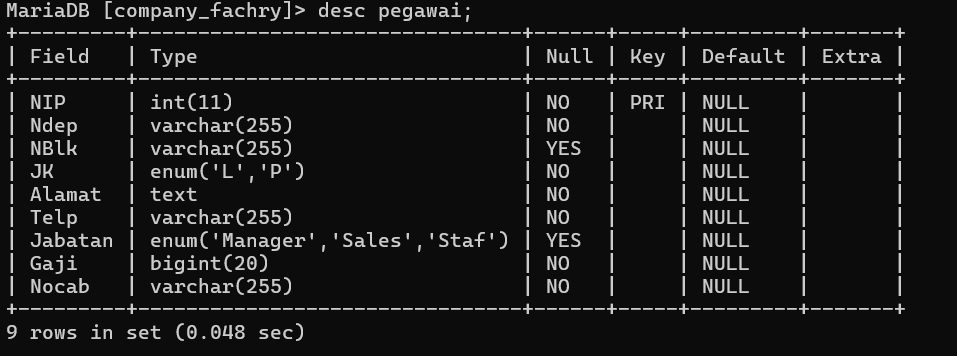 MariaDB [company_fachry]> desc pegawai;
+---------+--------------------------------+------+-----+---------+-------+
| Field   | Type                           | Null | Key | Default | Extra |
+---------+--------------------------------+------+-----+---------+-------+
| NIP     | int(11)                        | NO   | PRI | NULL    |       |
| Ndep    | varchar(255)                   | NO   |     | NULL    |       |
| NBlk    | varchar(255)                   | YES  |     | NULL    |       |
| JK      | enum('L','P')                  | NO   |     | NULL    |       |
| Alamat  | text                           | NO   |     | NULL    |       |
| Telp    | varchar(255)                   | NO   |     | NULL    |       |
| Jabatan | enum('Manager','Sales','Staf') | YES  |     | NULL    |       |
| Gaji    | bigint(20)                     | NO   |     | NULL    |       |
| Nocab   | varchar(255)                   | NO   |     | NULL    |       |
+---------+--------------------------------+------+-----+---------+-------+
9 rows in set (0.048 sec)